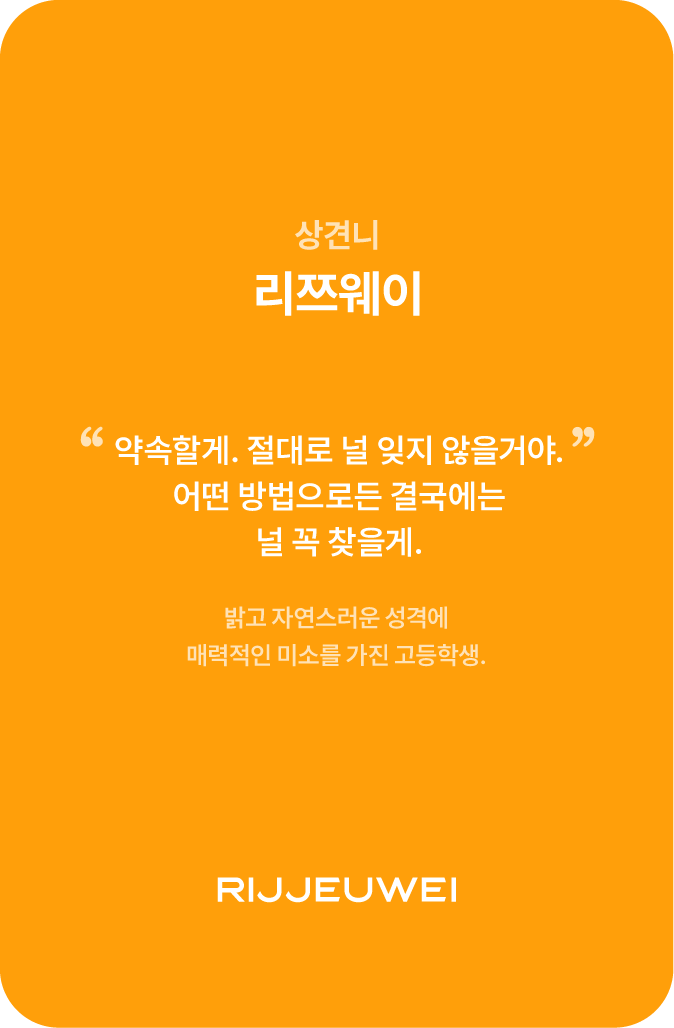 상견니
리쯔웨이
“ 약속할게. 절대로 널 잊지 않을거야. ”
어떤 방법으로든 결국에는
널 꼭 찾을게.
밝고 자연스러운 성격에
매력적인 미소를 가진 고등학생.
RIJJEUWEI